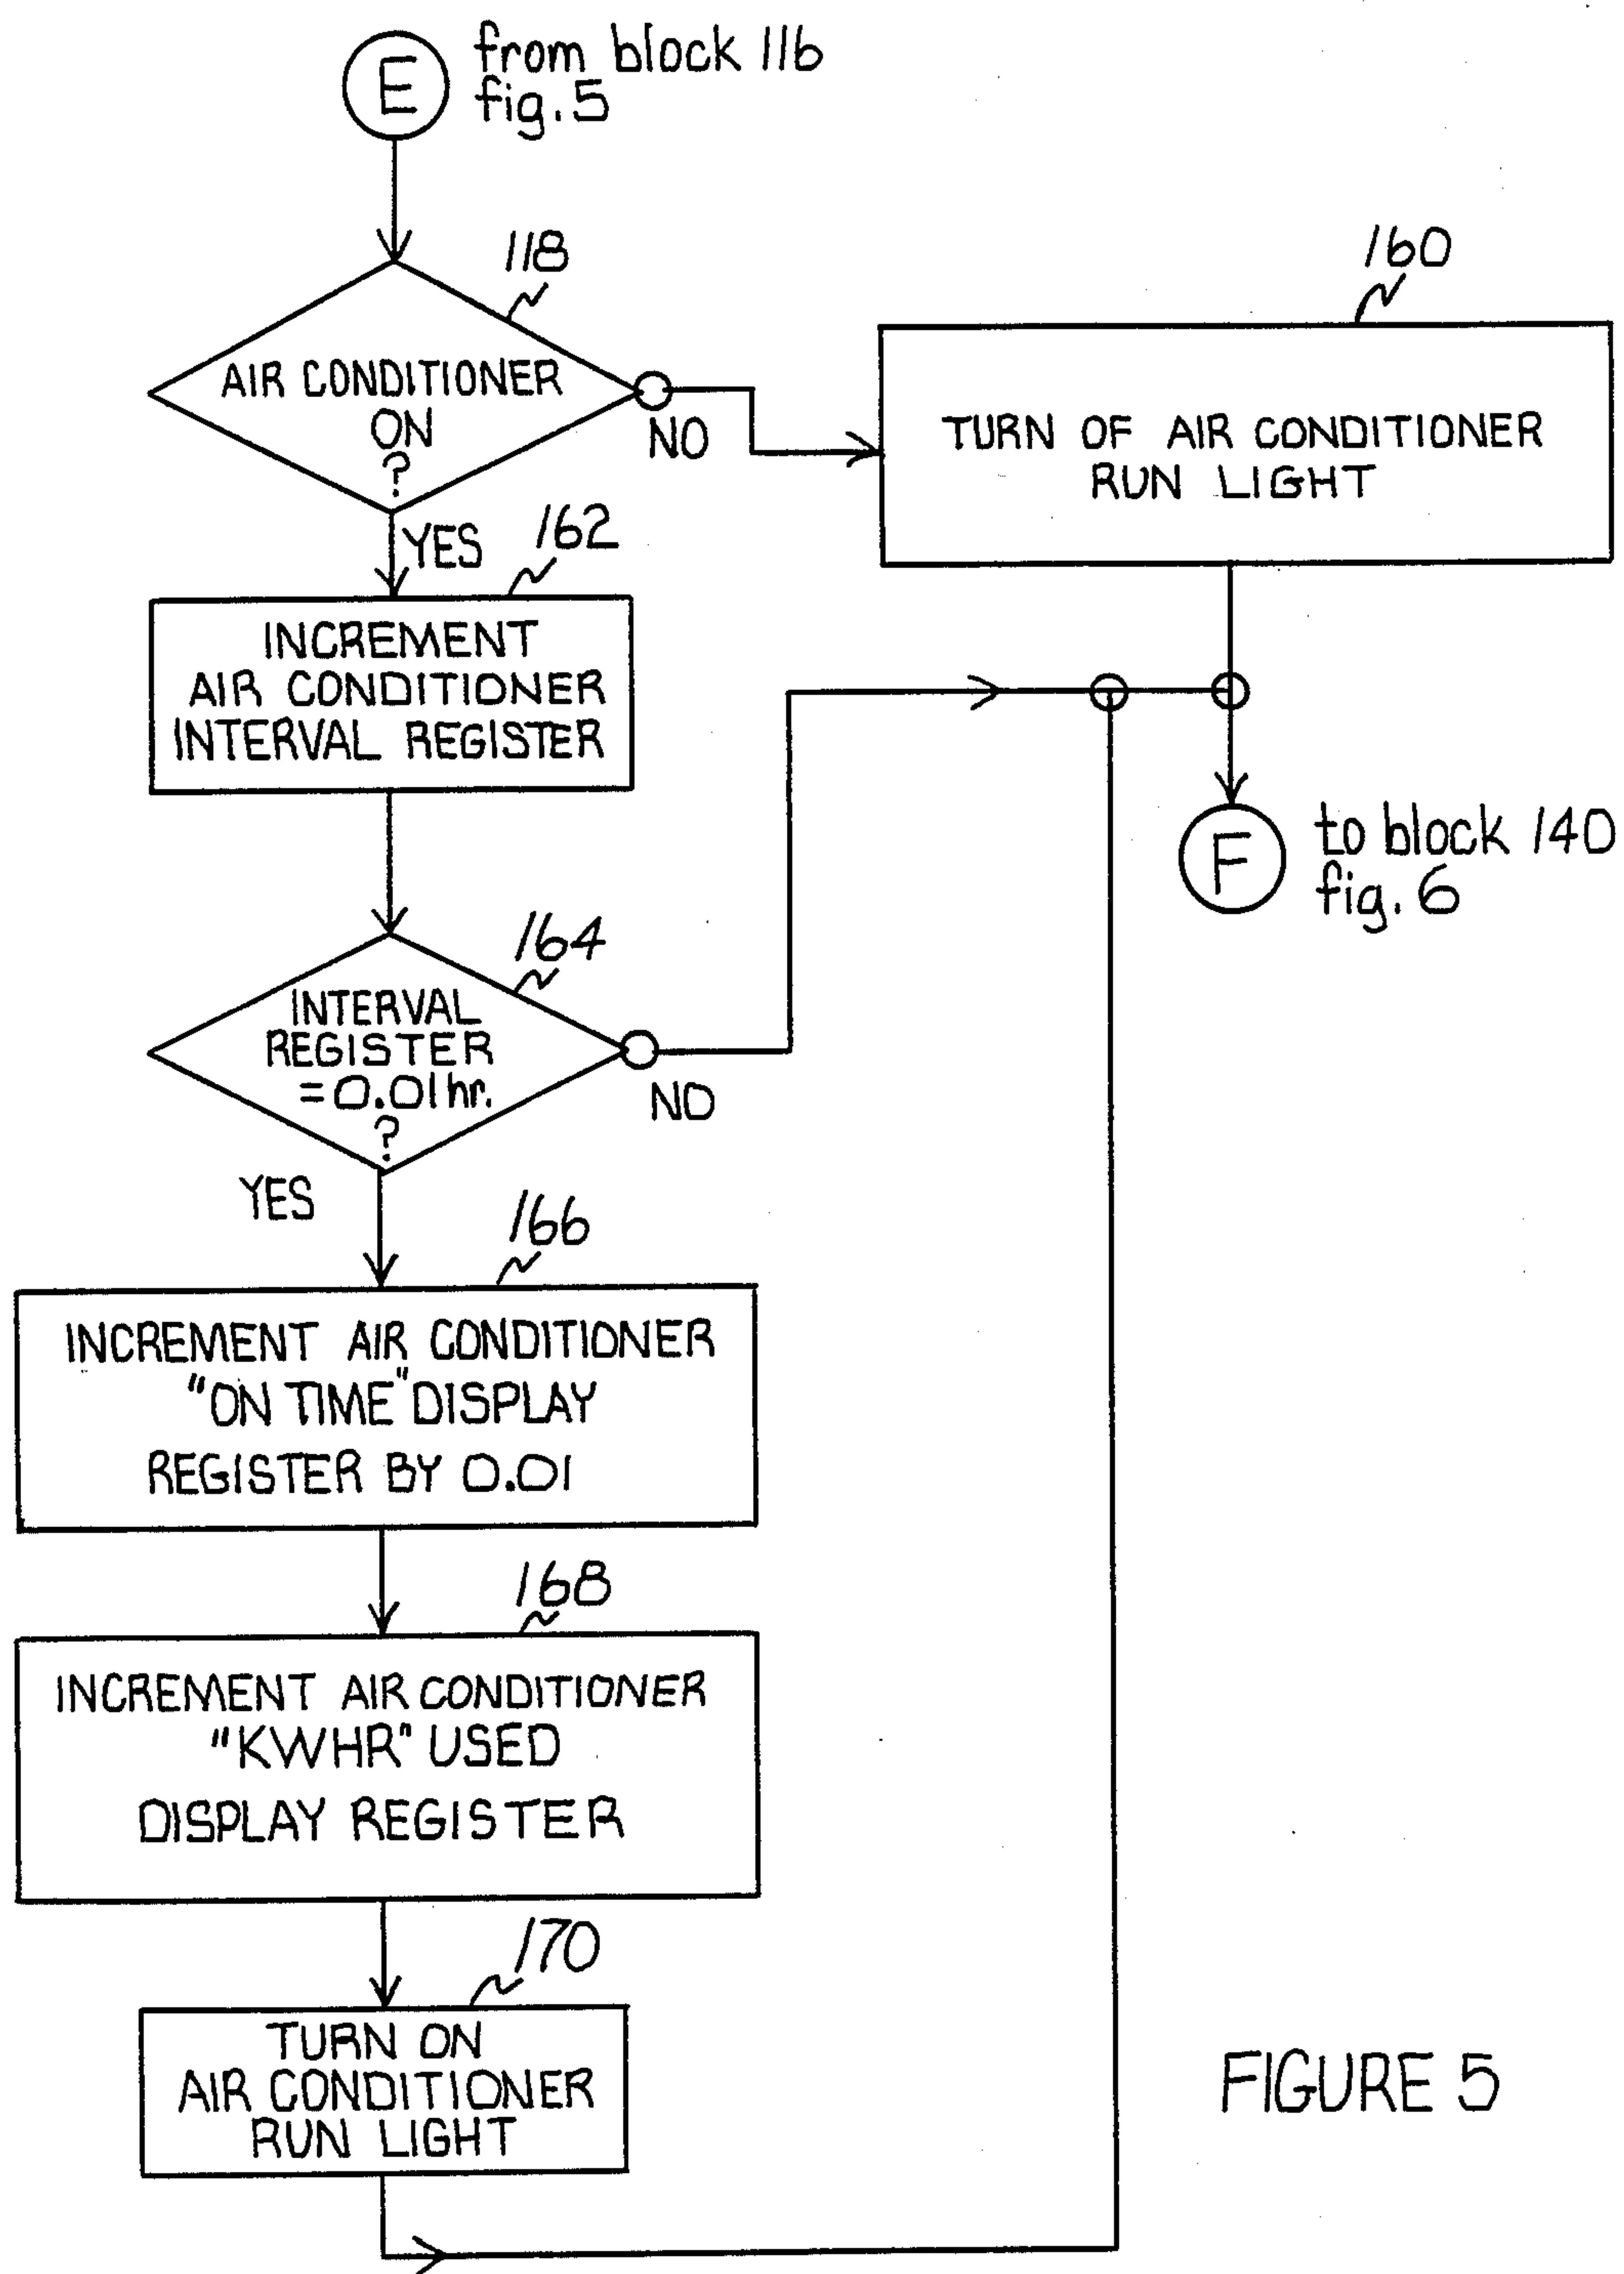 E
from block 116
fig. 5
118
AIR CONDITIONER
ON
?
NO
YES
160
TURN OF AIR CONDITIONER
RUN LIGHT
162
INCREMENT
AIR CONDITIONER
INTERVAL REGISTER
F
to block 140
fig. 6
164
INTERVAL
REGISTER
=0.01hr.
?
NO
YES
166
INCREMENT AIR CONDITIONER
"ON TIME" DISPLAY
REGISTER BY 0.01
168
INCREMENT AIR CONDITIONER
"KWHR" USED
DISPLAY REGISTER
170
TURN ON
AIR CONDITIONER
RUN LIGHT
FIGURE 5